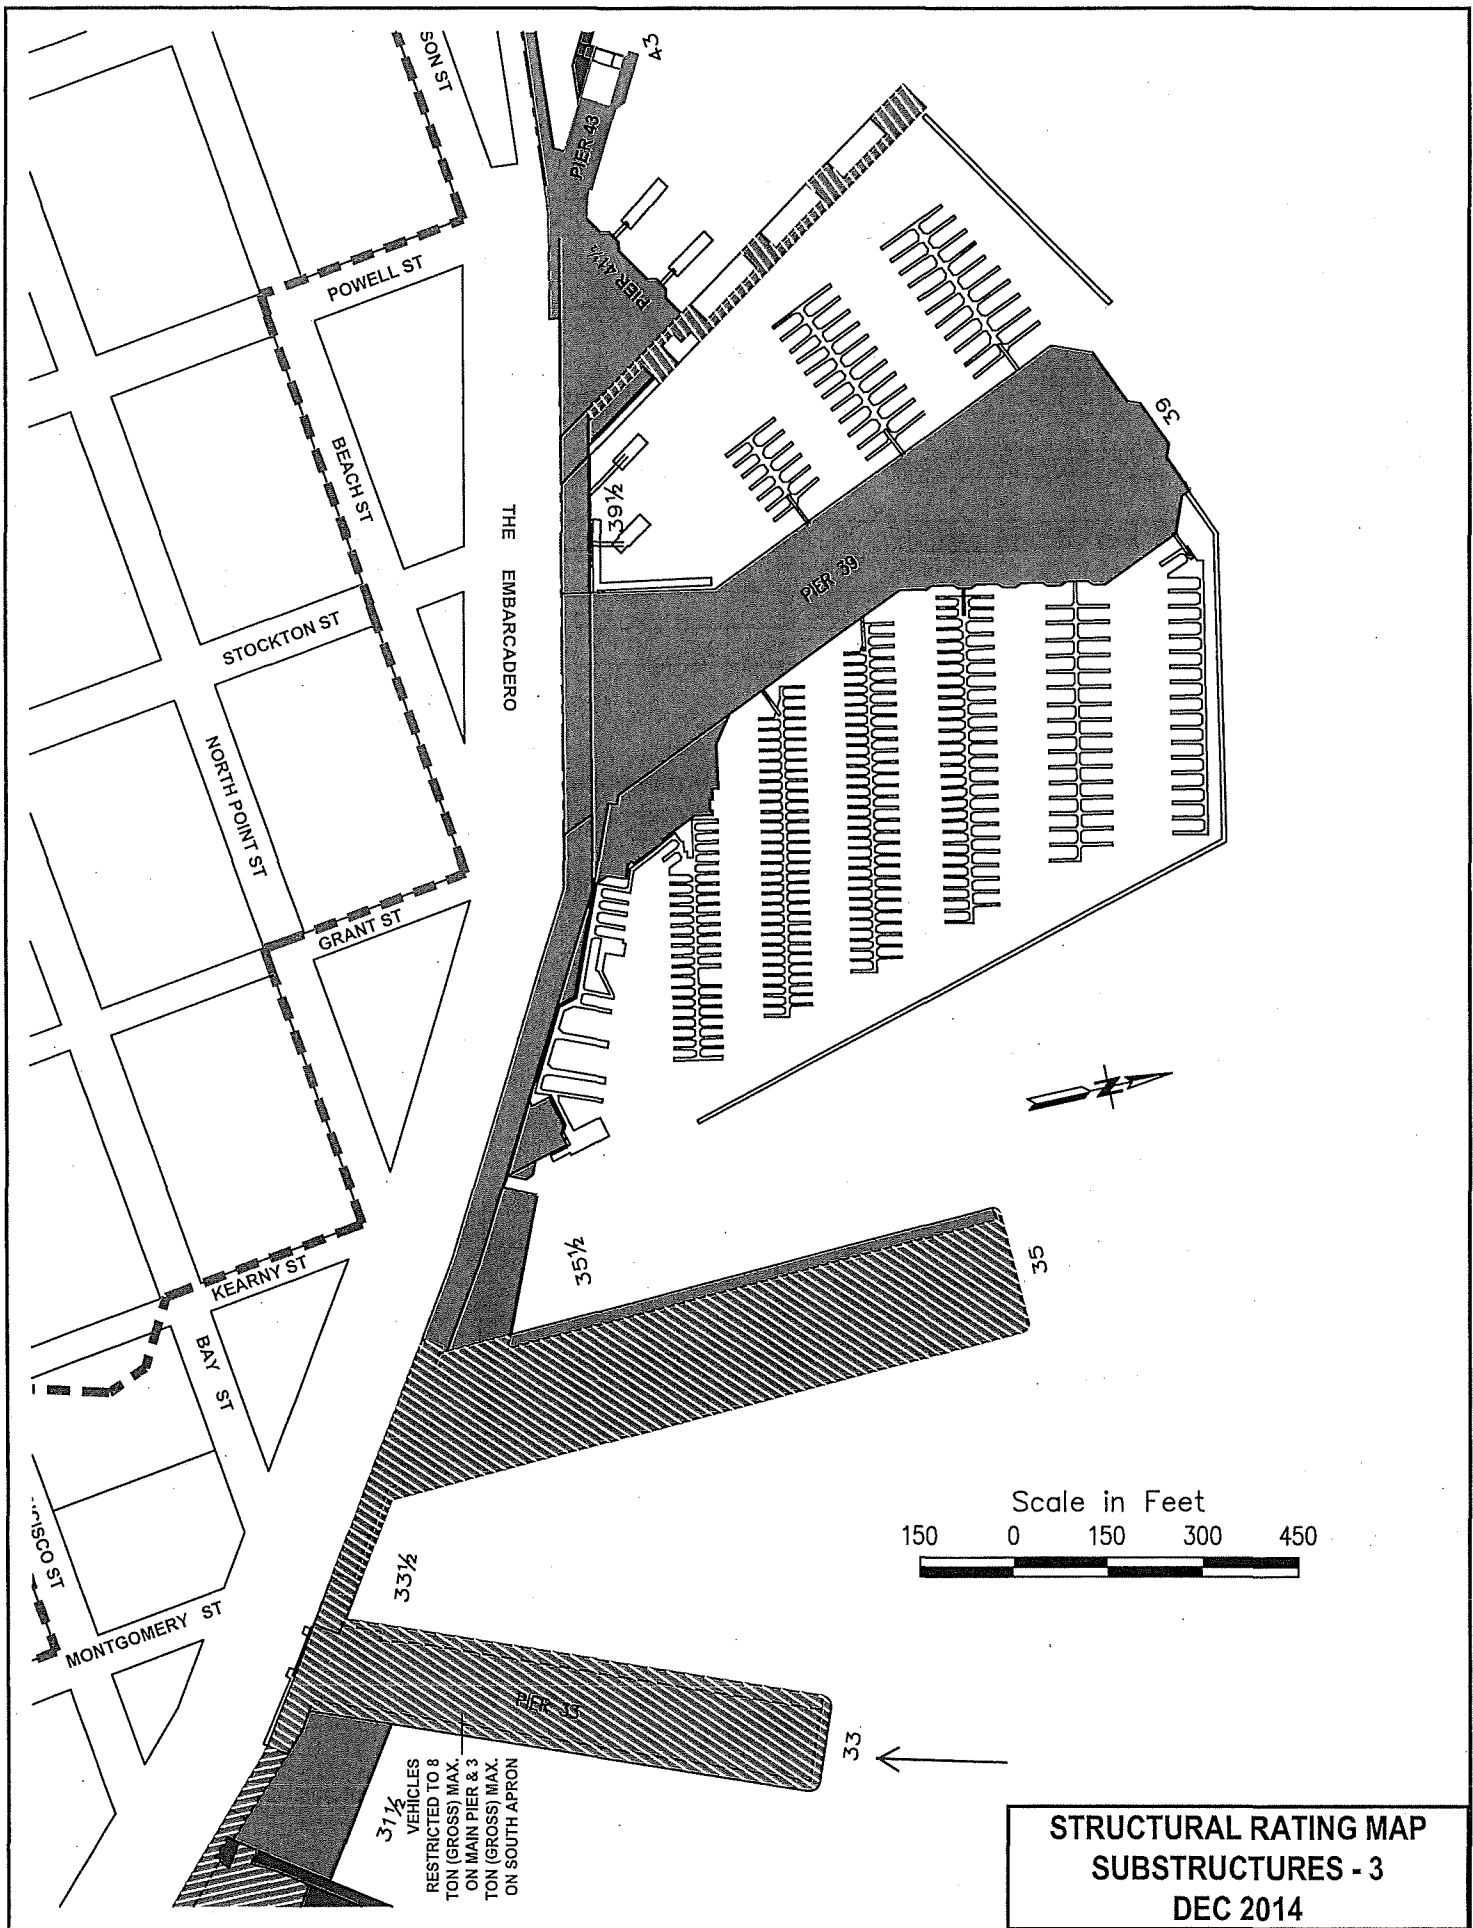 SON ST
43
PIER 43
PIER 41½
POWELL ST
BEACH ST
39
39½
THE EMBARCADERO
PIER 39
STOCKTON ST
NORTH POINT ST
GRANT ST
N
35½
35
KEARNY ST
BAY ST
Scale in Feet
150 0 150 300 450
33½
ISCO ST
MONTGOMERY ST
PIER 33
33
31½
VEHICLES
RESTRICTED TO 8
TON (GROSS) MAX.
ON MAIN PIER & 3
TON (GROSS) MAX.
ON SOUTH APRON
STRUCTURAL RATING MAP
SUBSTRUCTURES - 3
DEC 2014